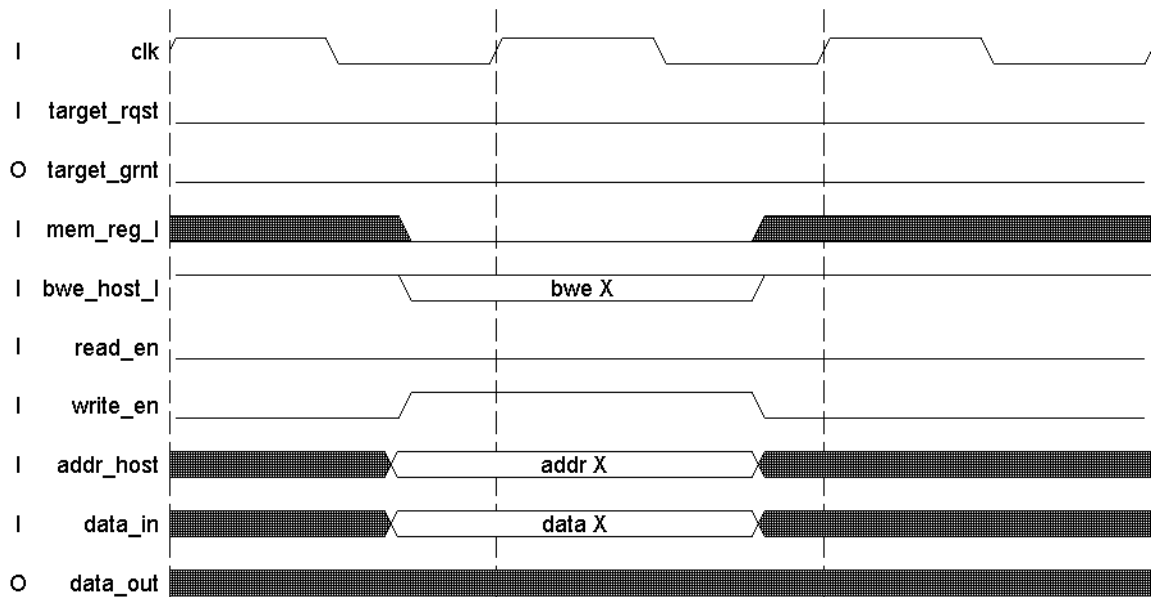 I clk
I target_rqst
O target_grnt
I mem_reg_l
I bwe_host_l bwe X
I read_en
I write_en
I addr_host addr X
I data_in data X
O data_out